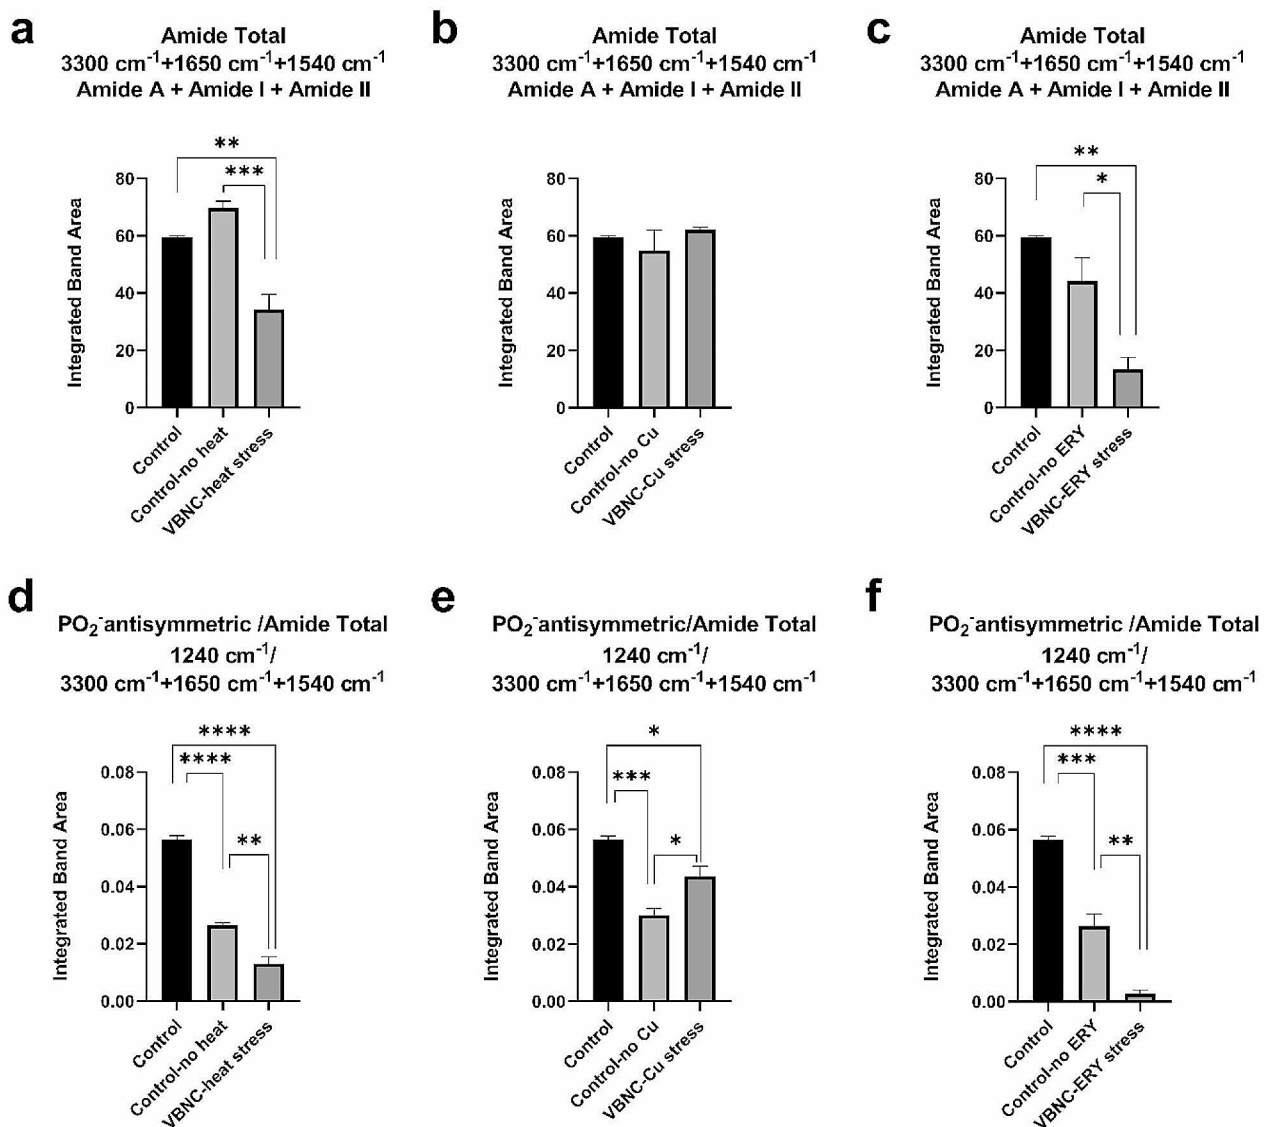 a
Amide Total
3300 cm⁻¹+1650 cm⁻¹+1540 cm⁻¹
Amide A + Amide I + Amide II
**
***
Integrated Band Area
80
60
40
20
0
Control
Control-no heat
VBNC-heat stress
b
Amide Total
3300 cm⁻¹+1650 cm⁻¹+1540 cm⁻¹
Amide A + Amide I + Amide II
Integrated Band Area
80
60
40
20
0
Control
Control-no Cu
VBNC-Cu stress
c
Amide Total
3300 cm⁻¹+1650 cm⁻¹+1540 cm⁻¹
Amide A + Amide I + Amide II
**
*
Integrated Band Area
80
60
40
20
0
Control
Control-no ERY
VBNC-ERY stress
d
PO₂⁻antisymmetric /Amide Total
1240 cm⁻¹/
3300 cm⁻¹+1650 cm⁻¹+1540 cm⁻¹
****
****
**
Integrated Band Area
0.08
0.06
0.04
0.02
0.00
Control
Control-no heat
VBNC-heat stress
e
PO₂⁻antisymmetric/Amide Total
1240 cm⁻¹/
3300 cm⁻¹+1650 cm⁻¹+1540 cm⁻¹
*
***
*
Integrated Band Area
0.08
0.06
0.04
0.02
0.00
Control
Control-no Cu
VBNC-Cu stress
f
PO₂⁻antisymmetric /Amide Total
1240 cm⁻¹/
3300 cm⁻¹+1650 cm⁻¹+1540 cm⁻¹
****
***
**
Integrated Band Area
0.08
0.06
0.04
0.02
0.00
Control
Control-no ERY
VBNC-ERY stress